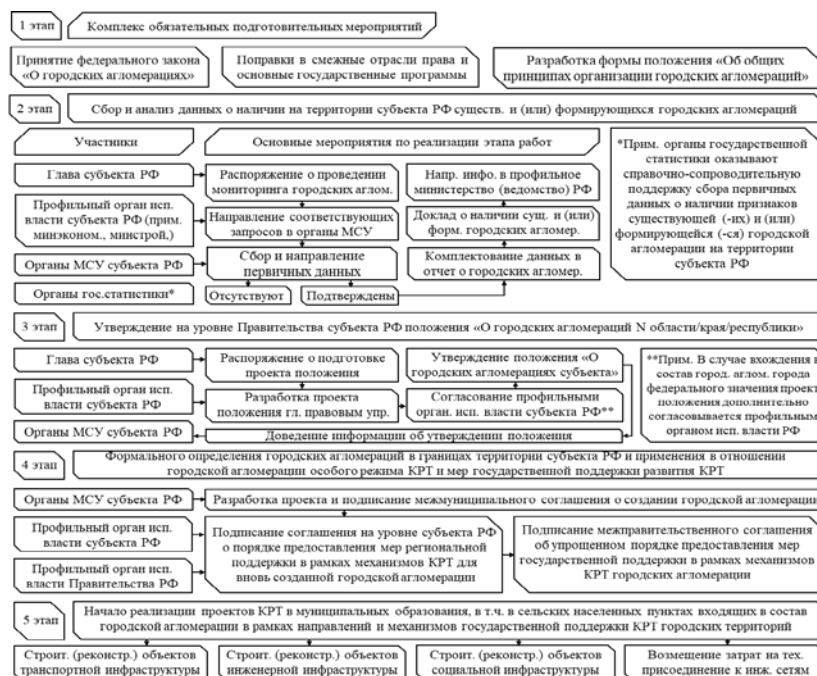 1 этап
Комплекс обязательных подготовительных мероприятий
Принятие федерального закона
«О городских агломерациях»
Поправки в смежные отрасли права и
основные государственные программы
Разработка формы положения «Об общих
принципах организации городских агломераций»
2 этап
Сбор и анализ данных о наличии на территории субъекта РФ существ. и (или) формирующихся городских агломераций
Участники
Основные мероприятия по реализации этапа работ
Глава субъекта РФ
Распоряжение о проведении
мониторинга городских аглом.
Напр. инфо. в профильное
министерство (ведомство) РФ
Профильный орган исп.
власти субъекта РФ (прим.
минэконом., минстрой,)
Направление соответствующих
запросов в органы МСУ
Доклад о наличии сущ. и (или)
форм. городских агломер.
Органы МСУ субъекта РФ
Сбор и направление
первичных данных
Комплектование данных в
отчет о городских агломер.
Органы гос.статистики*
Отсутствуют
Подтверждены
*Прим. органы государственной
статистики оказывают
справочно-сопроводительную
поддержку сбора первичных
данных о наличии признаков
существующей (-их) и (или)
формирующейся (-ся) городской
агломерации на территории
субъекта РФ
3 этап
Утверждение на уровне Правительства субъекта РФ положения «О городских агломераций N области/края/республики»
Глава субъекта РФ
Распоряжение о подготовке
проекта положения
Утверждение положения «О
городских агломерациях субъекта»
Профильный орган исп.
власти субъекта РФ
Разработка проекта
положения гл. правовым упр.
Согласование профильными
орган. исп. власти субъекта РФ**
Органы МСУ субъекта РФ
Доведение информации об утверждении положения
**Прим. В случае вхождения в
состав город. аглом. города
федерального значения проект
положения дополнительно
согласовывается профильным
органом исп. власти РФ
4 этап
Формального определения городских агломераций в границах территории субъекта РФ и применения в отношении
городской агломерации особого режима КРТ и мер государственной поддержки развития КРТ
Органы МСУ субъекта РФ
Разработка проекта и подписание межмуниципального соглашения о создании городской агломерации
Профильный орган исп.
власти субъекта РФ
Профильный орган исп.
власти Правительства РФ
Подписание соглашения на уровне субъекта РФ
о порядке предоставления мер региональной
поддержки в рамках механизмов КРТ для
вновь созданной городской агломерации
Подписание межправительственного соглашения
об упрощенном порядке предоставления мер
государственной поддержки в рамках механизмов
КРТ городских агломерации
5 этап
Начало реализации проектов КРТ в муниципальных образования, в т.ч. в сельских населенных пунктах входящих в состав
городской агломерации в рамках направлений и механизмов государственной поддержки КРТ городских территорий
Строит. (реконстр.) объектов
транспортной инфраструктуры
Строит. (реконстр.) объектов
инженерной инфраструктуры
Строит. (реконстр.) объектов
социальной инфраструктуры
Возмещение затрат на тех.
присоединение к инж. сетям